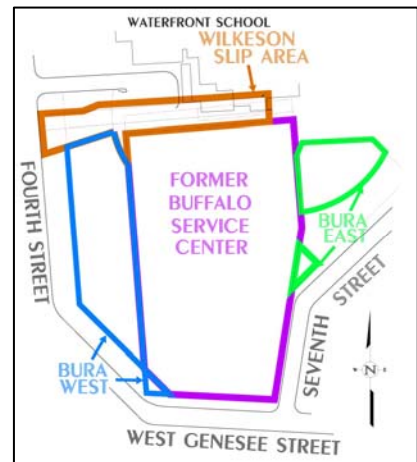 WATERFRONT SCHOOL
WILKESON
SLIP AREA
FORMER
BUFFALO
SERVICE
CENTER
BURA
EAST
FOURTH STREET
SEVENTH STREET
BURA
WEST
N
WEST GENESEE STREET